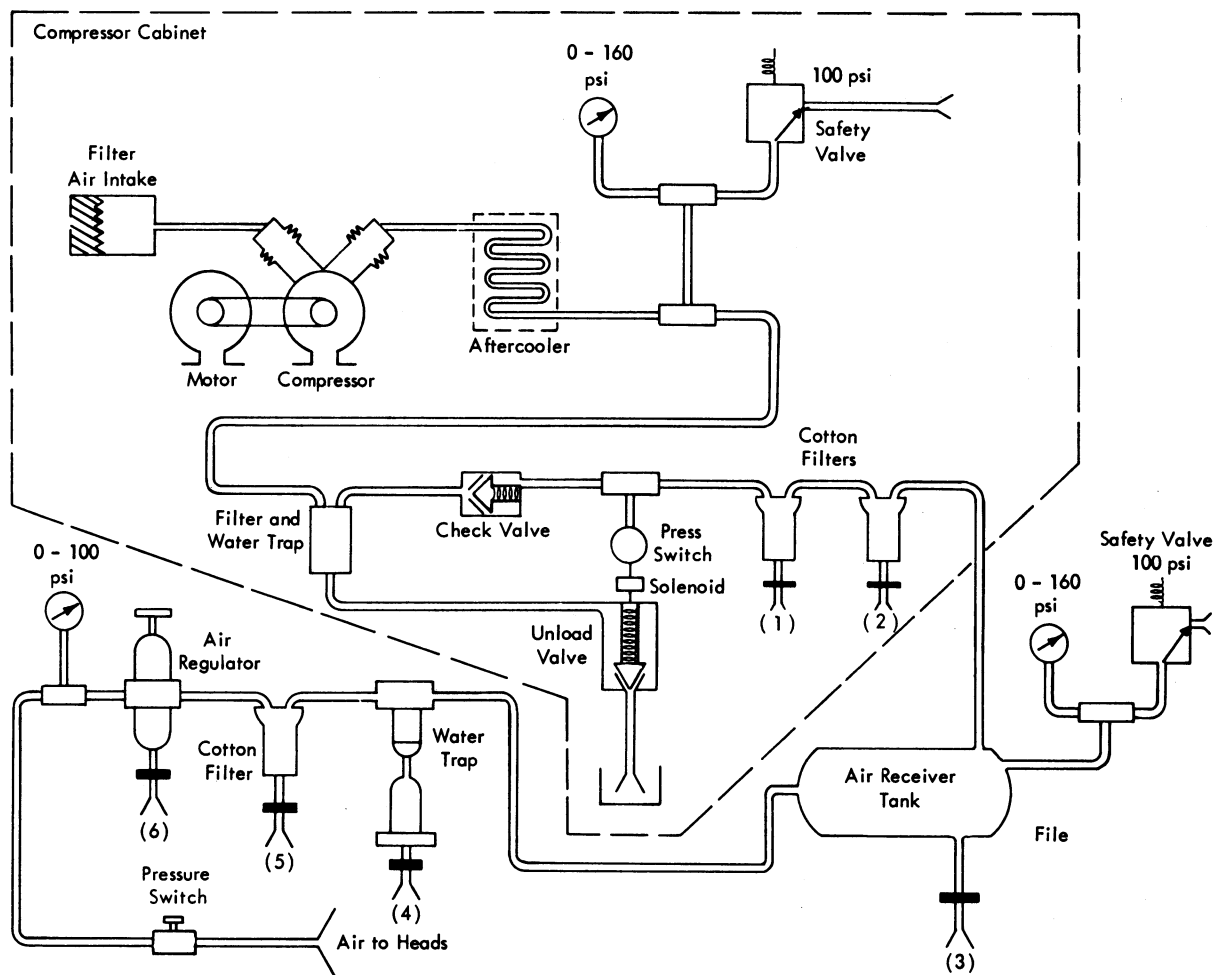 Compressor Cabinet
0 - 160
psi
100 psi
Safety
Valve
Filter
Air Intake
Aftercooler
Motor
Compressor
Cotton
Filters
Filter and
Water Trap
Check Valve
Press
Switch
Solenoid
Unload
Valve
(1)
(2)
Safety Valve
100 psi
0 - 160
psi
0 - 100
psi
Air
Regulator
Cotton
Filter
Water
Trap
Air Receiver
Tank
File
(6)
(5)
(4)
(3)
Pressure
Switch
Air to Heads